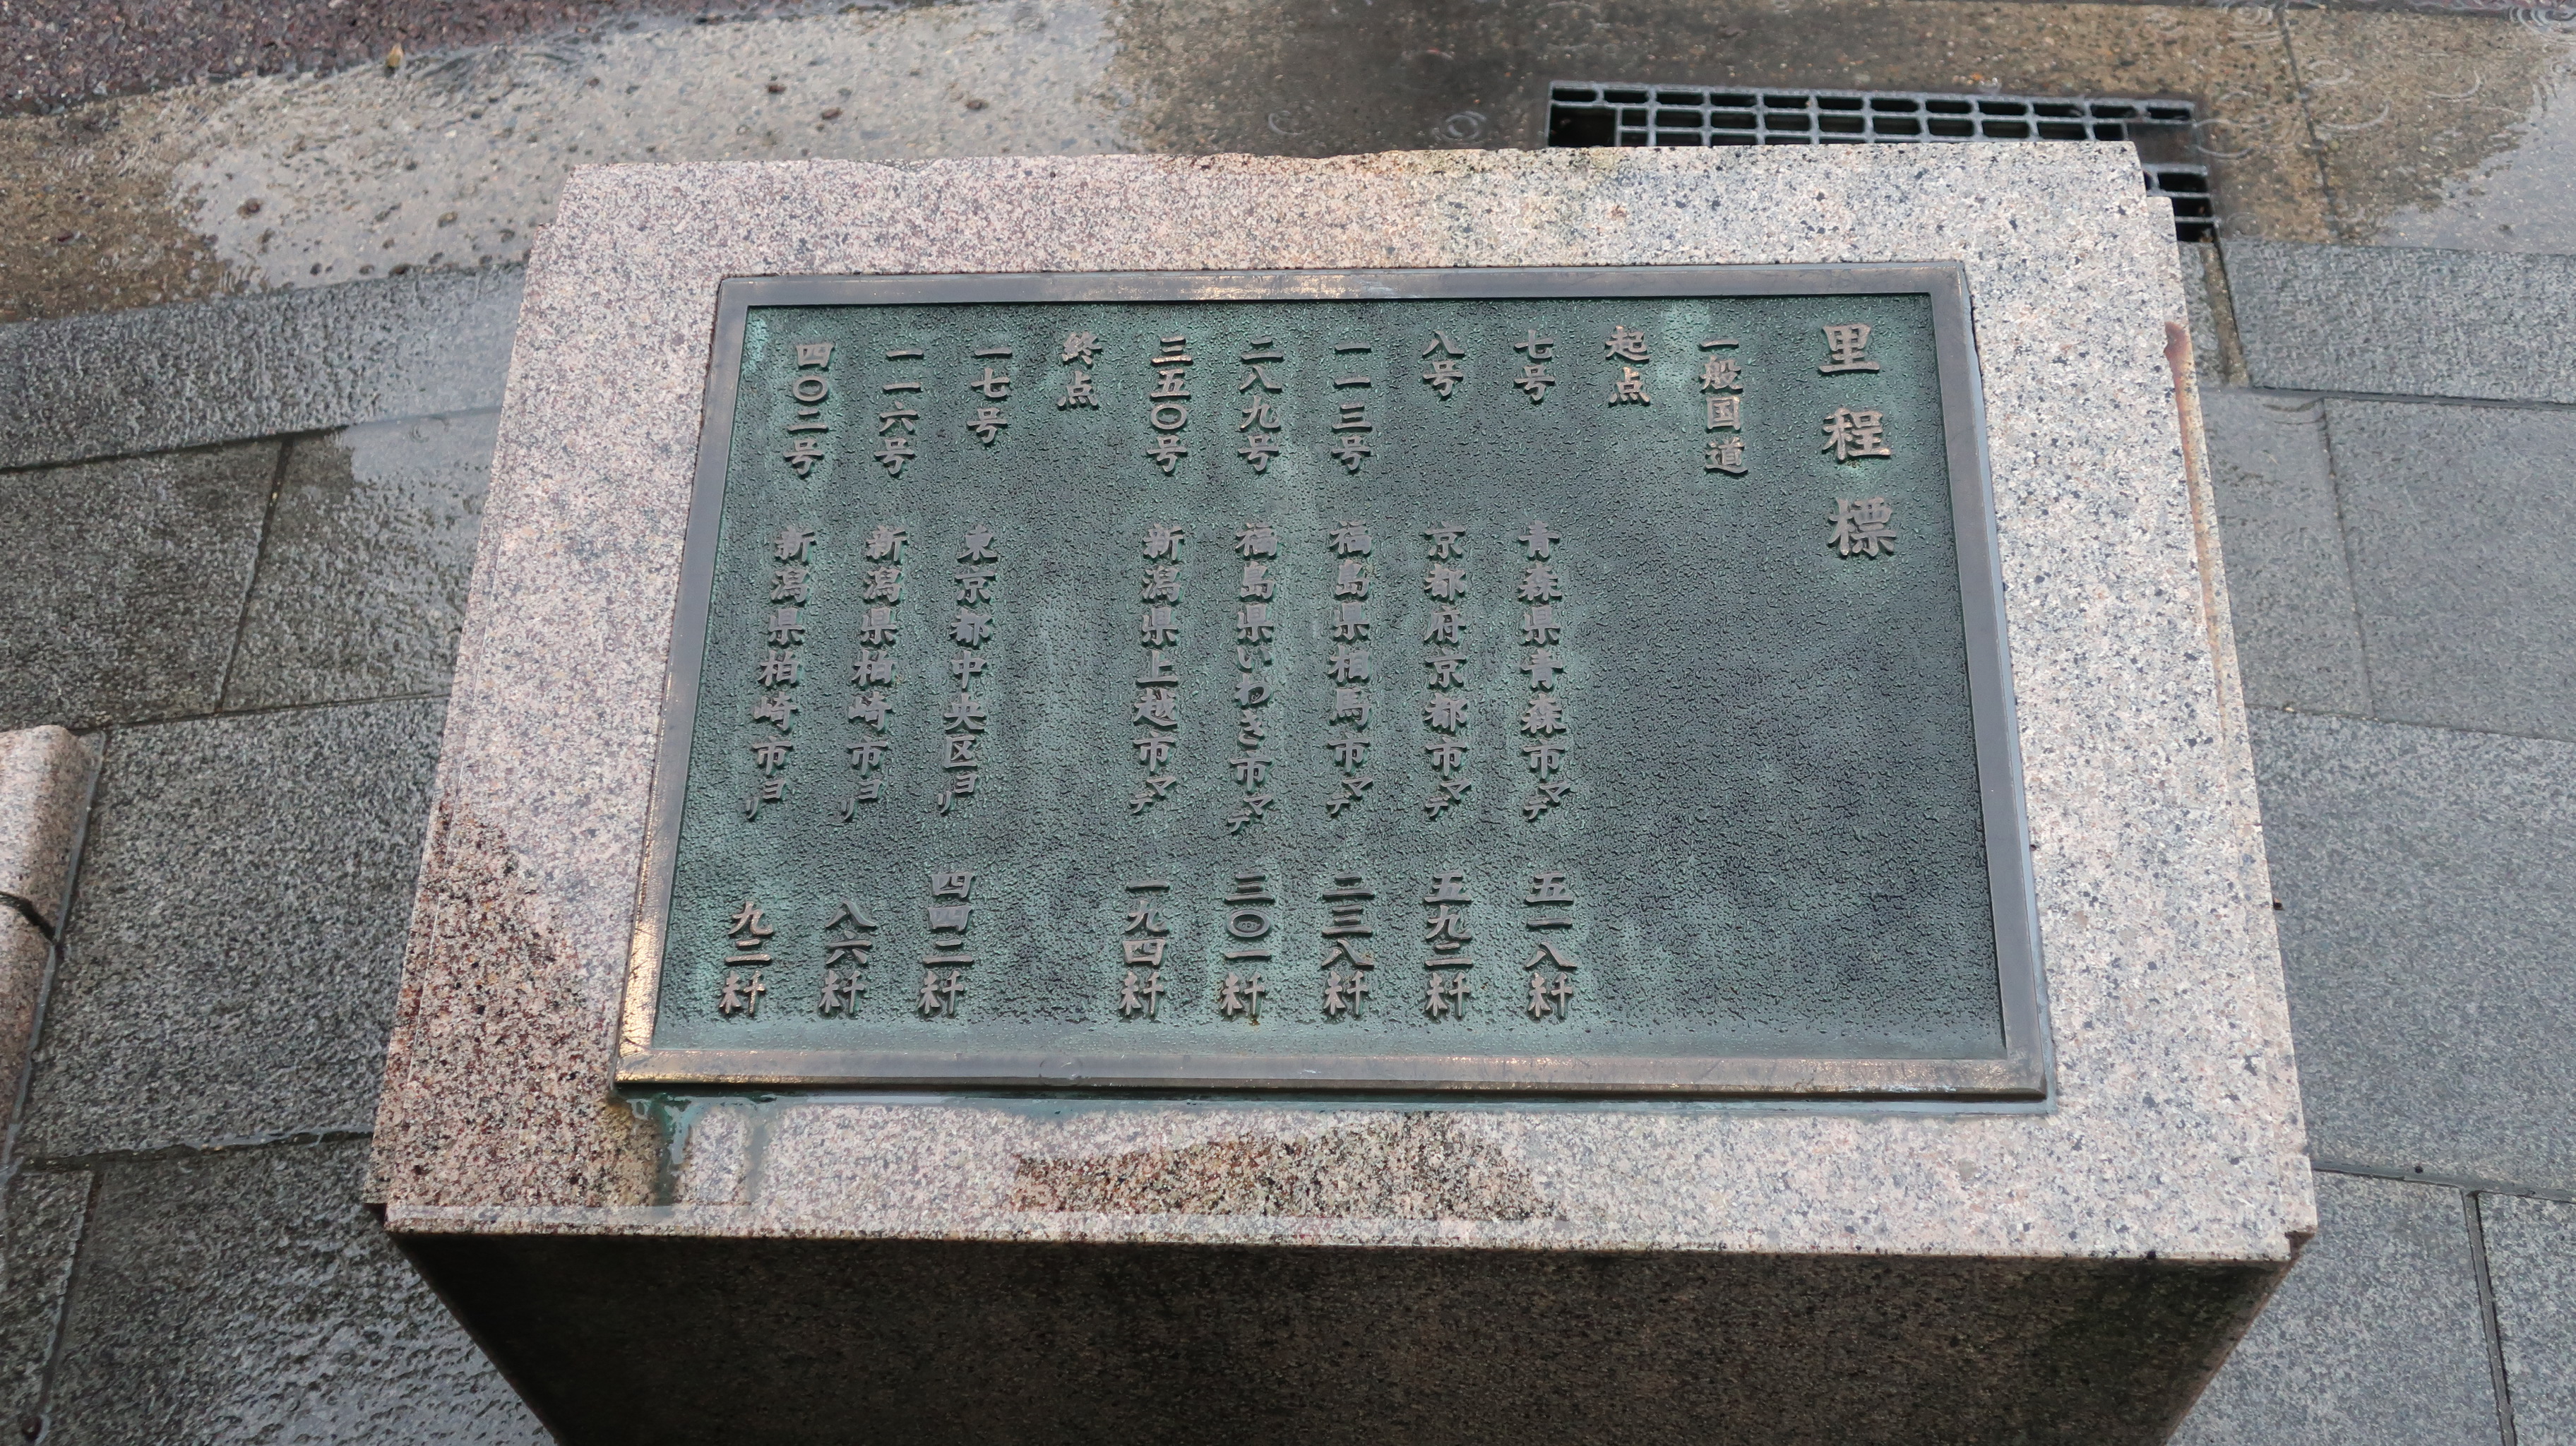 里程標
一般国道
起点
七号 青森県青森市マデ 五一八粁
八号 京都府京都市マデ 五九二粁
一一三号 福島県相馬市マデ 二三八粁
二八九号 福島県いわき市マデ 三〇一粁
三五〇号 新潟県上越市マデ 一九四粁
終点
一七号 東京都中央区ヨリ 四四二粁
一一六号 新潟県柏崎市ヨリ 八六粁
四〇二号 新潟県柏崎市ヨリ 九二粁